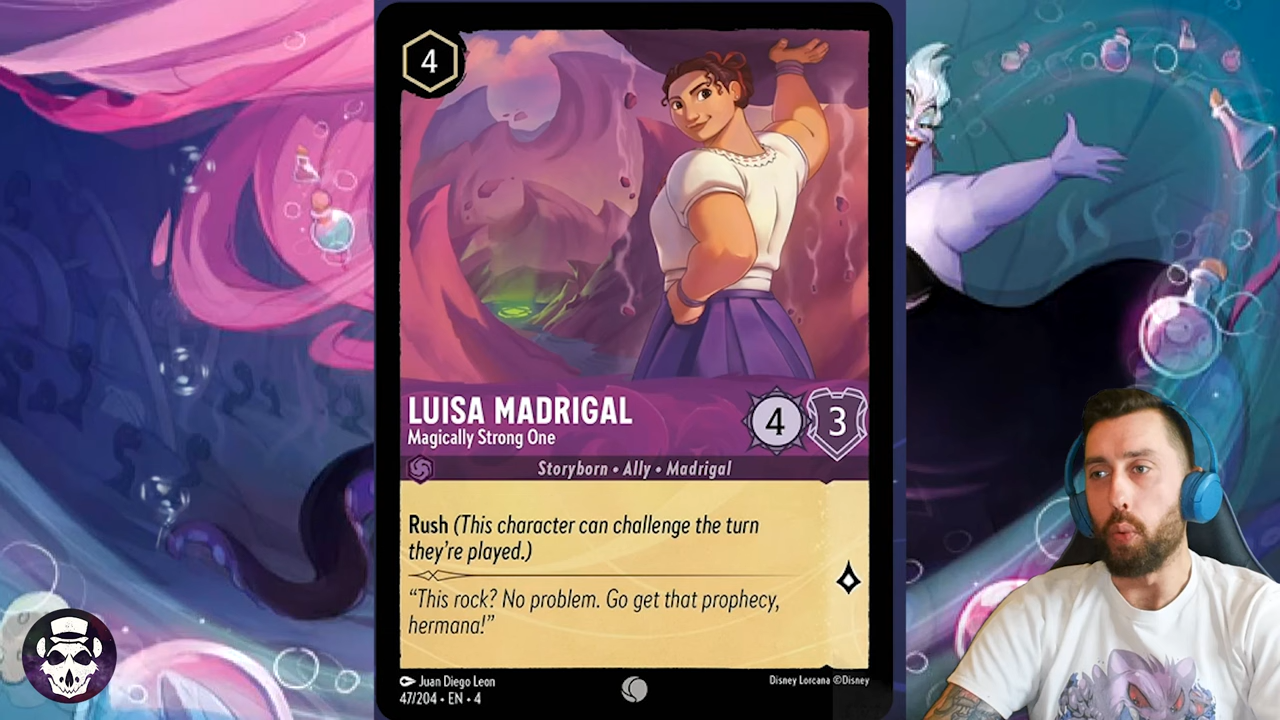 4
LUISA MADRIGAL
Magically Strong One
4
3
Storyborn • Ally • Madrigal
Rush (This character can challenge the turn
they’re played.)
“This rock? No problem. Go get that prophecy,
hermana!”
Juan Diego Leon
Disney Lorcana ©Disney
47/204 • EN • 4